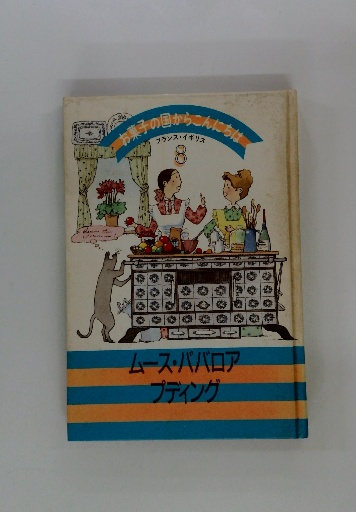 お菓子の国からこんにちは
フランス・イギリス
8
ムース・ババロア
プディング